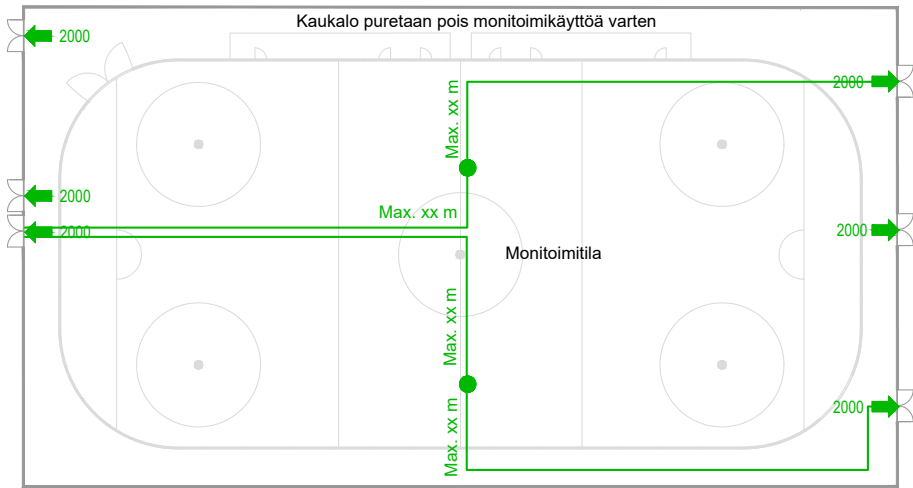 Kaukalo puretaan pois monitoimikäyttöä varten
2000
2000
Max. xx m
2000
Max. xx m
2000
2000
Monitoimitila
Max. xx m
2000
Max. xx m